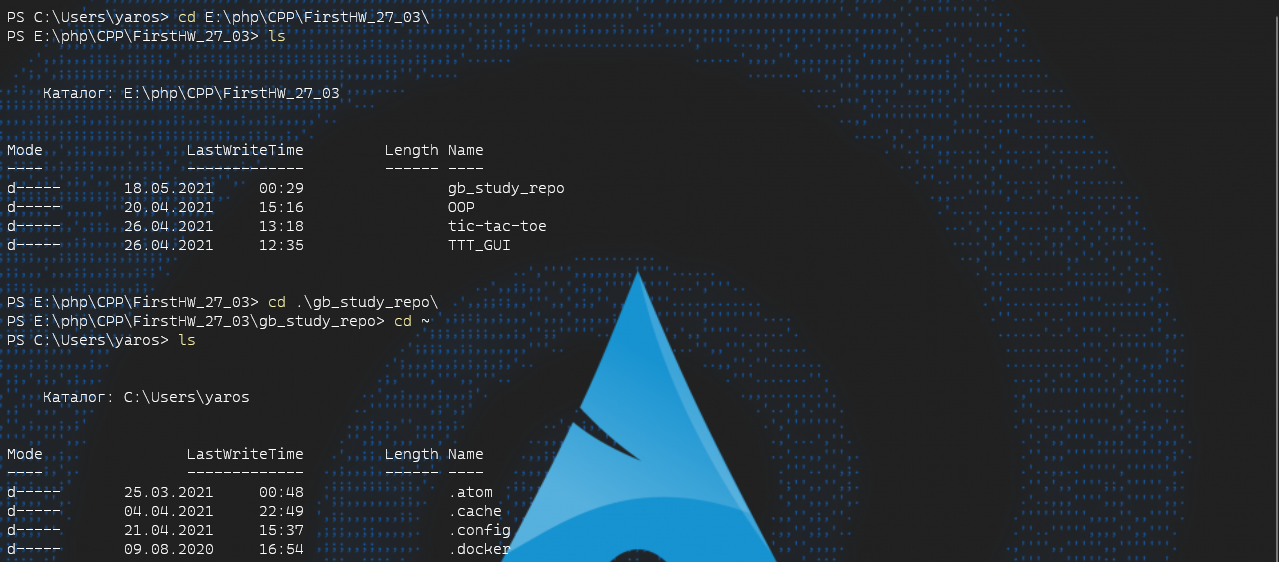 PS C:\Users\yaros> cd E:\php\CPP\FirstHW_27_03\
PS E:\php\CPP\FirstHW_27_03> ls
Каталог: E:\php\CPP\FirstHW_27_03
Mode                LastWriteTime         Length Name
----                -------------         ------ ----
d-----       18.05.2021     00:29                gb_study_repo
d-----       20.04.2021     15:16                OOP
d-----       26.04.2021     13:18                tic-tac-toe
d-----       26.04.2021     12:35                TTT_GUI
PS E:\php\CPP\FirstHW_27_03> cd .\gb_study_repo\
PS E:\php\CPP\FirstHW_27_03\gb_study_repo> cd ~
PS C:\Users\yaros> ls
Каталог: C:\Users\yaros
Mode                LastWriteTime         Length Name
----                -------------         ------ ----
d-----       25.03.2021     00:48                .atom
d-----       04.04.2021     22:49                .cache
d-----       21.04.2021     15:37                .config
d-----       09.08.2020     16:54                .docker